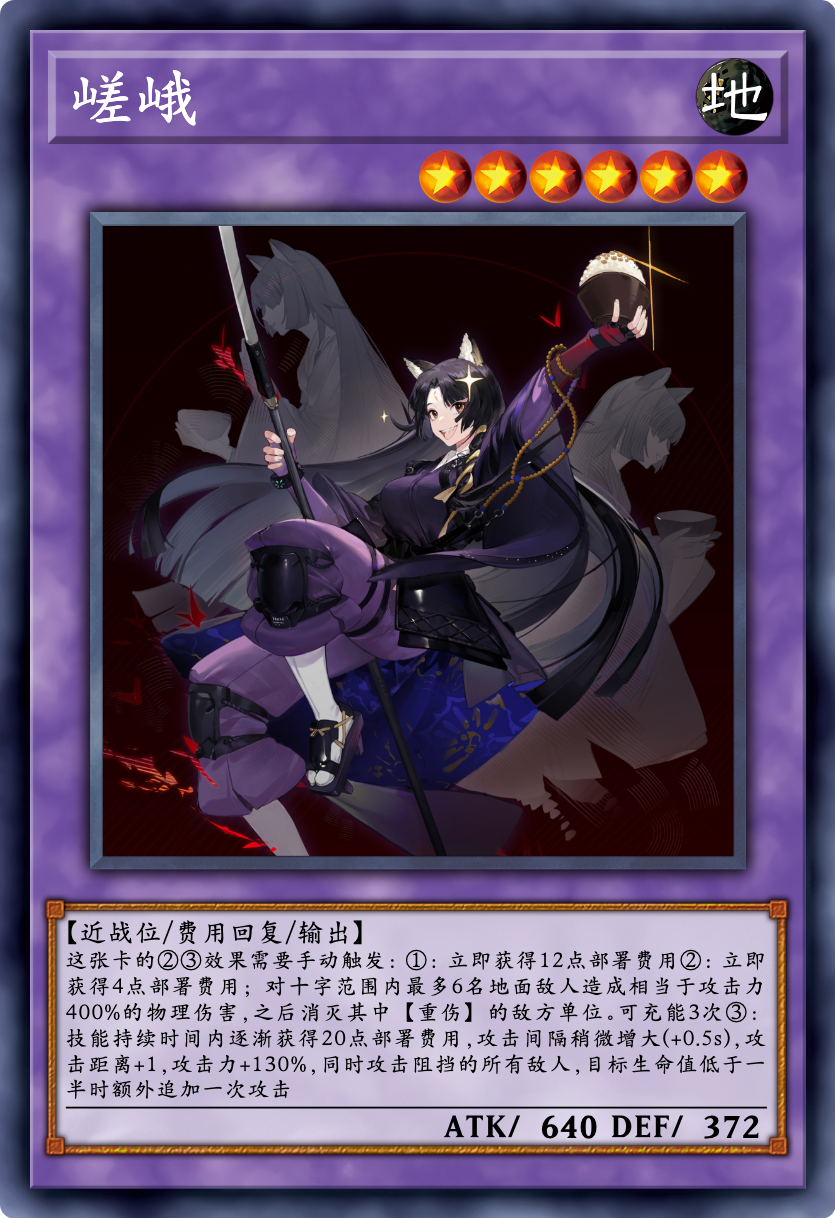 嵯峨
地
【近战位/费用回复/输出】
这张卡的②③效果需要手动触发：①：立即获得12点部署费用②：立即
获得4点部署费用；对十字范围内最多6名地面敌人造成相当于攻击力
400%的物理伤害,之后消灭其中【重伤】的敌方单位。可充能3次③：
技能持续时间内逐渐获得20点部署费用,攻击间隔稍微增大(+0.5s),攻
击距离+1,攻击力+130%,同时攻击阻挡的所有敌人,目标生命值低于一
半时额外追加一次攻击
ATK/ 640 DEF/ 372